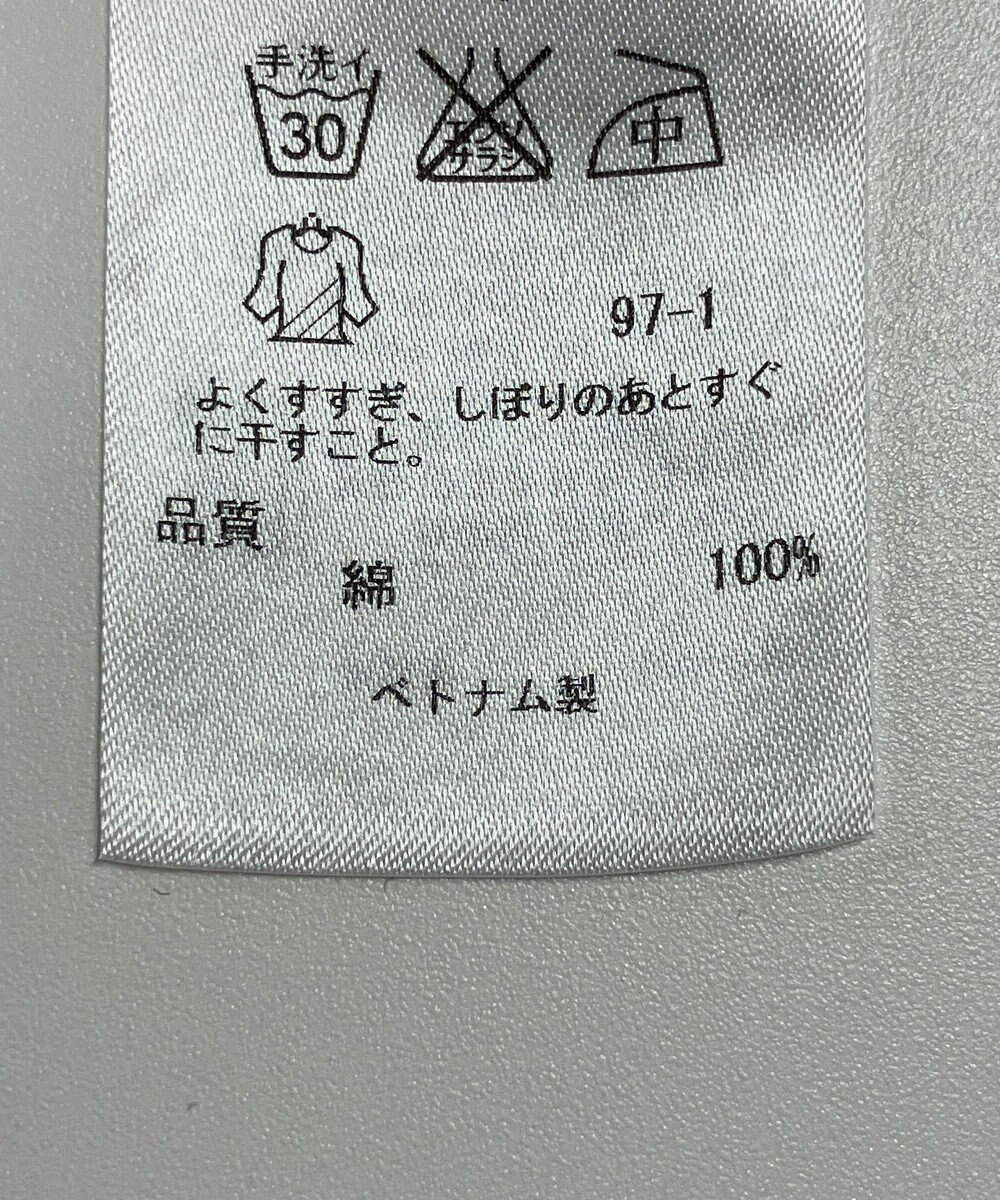 手洗イ
30
エンソ
サラシ
中
97-1
よくすすぎ、しぼりのあとすぐ
に干すこと。
品質
綿 100%
ベトナム製